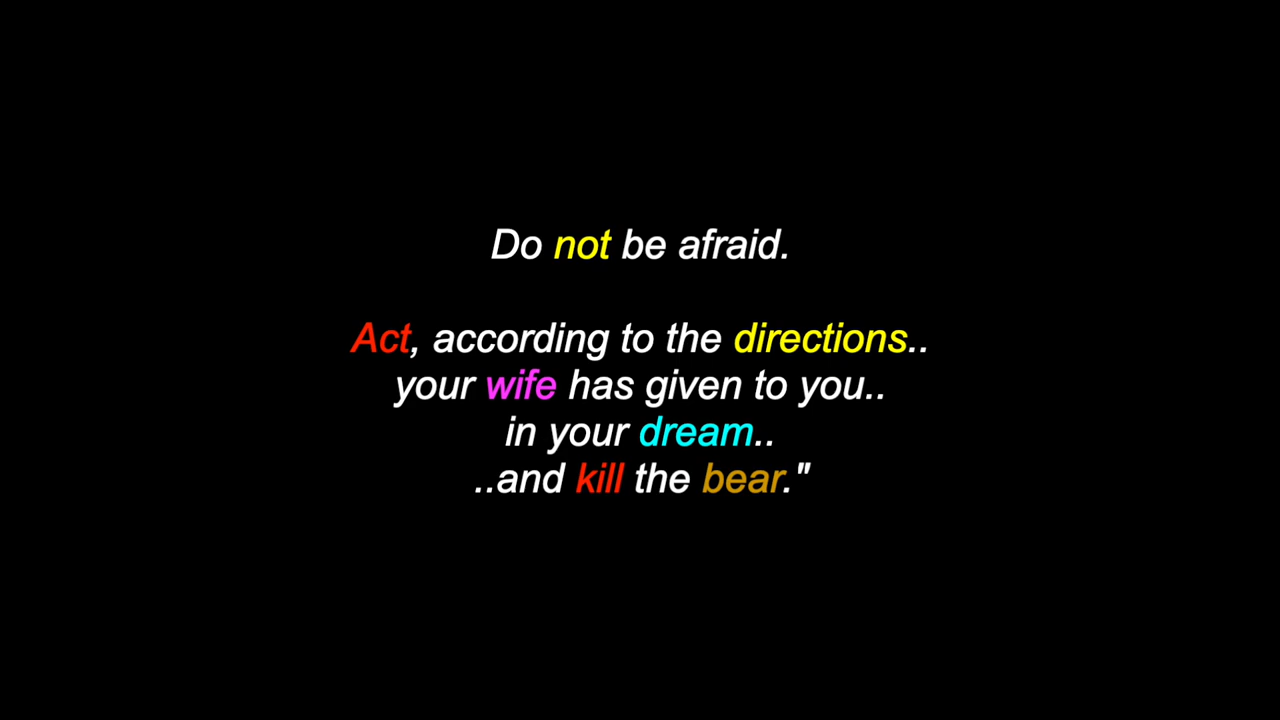 Do not be afraid.
Act, according to the directions..
your wife has given to you..
in your dream..
..and kill the bear."